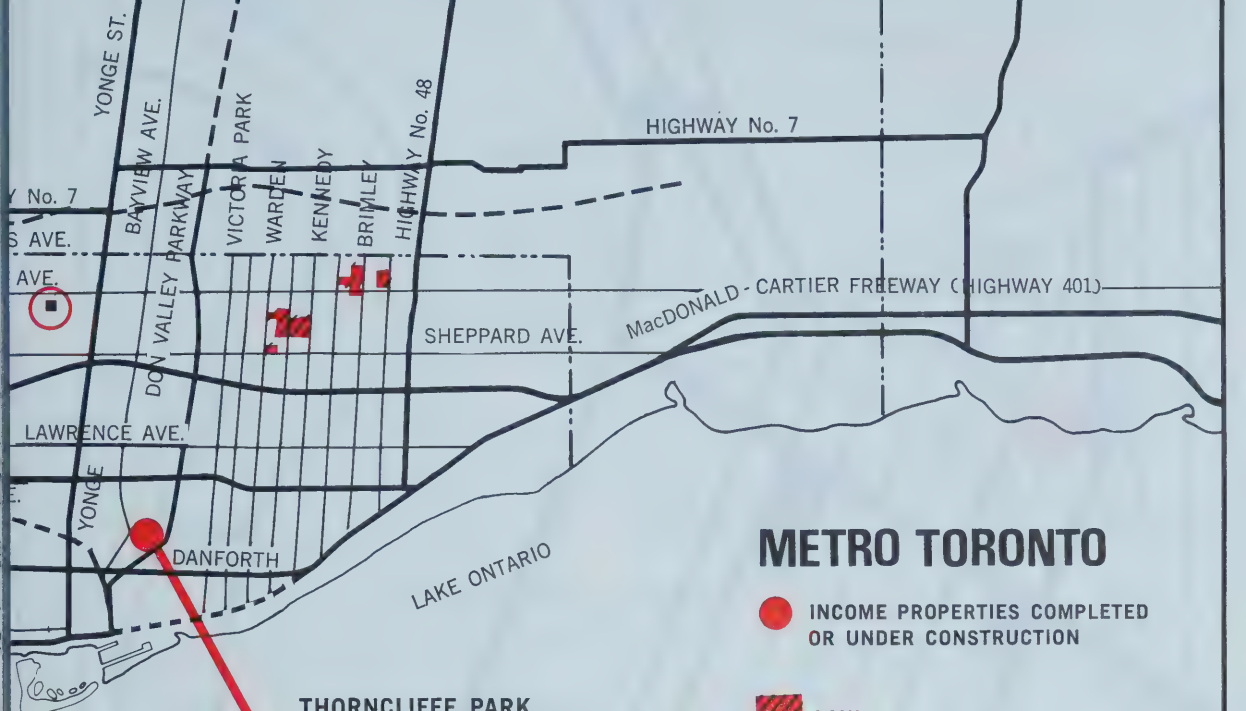 YONGE ST.
BAYVIEW AVE.
DON VALLEY PARKWAY
VICTORIA PARK
WARDEN
KENNEDY
BRIMLEY
HIGHWAY No. 48
HIGHWAY No. 7
Y No. 7
S AVE.
AVE.
MacDONALD - CARTIER FREEWAY (HIGHWAY 401)
SHEPPARD AVE.
LAWRENCE AVE.
YONGE
E.
DANFORTH
LAKE ONTARIO
METRO TORONTO
INCOME PROPERTIES COMPLETED
OR UNDER CONSTRUCTION
THORNCLIFFE PARK